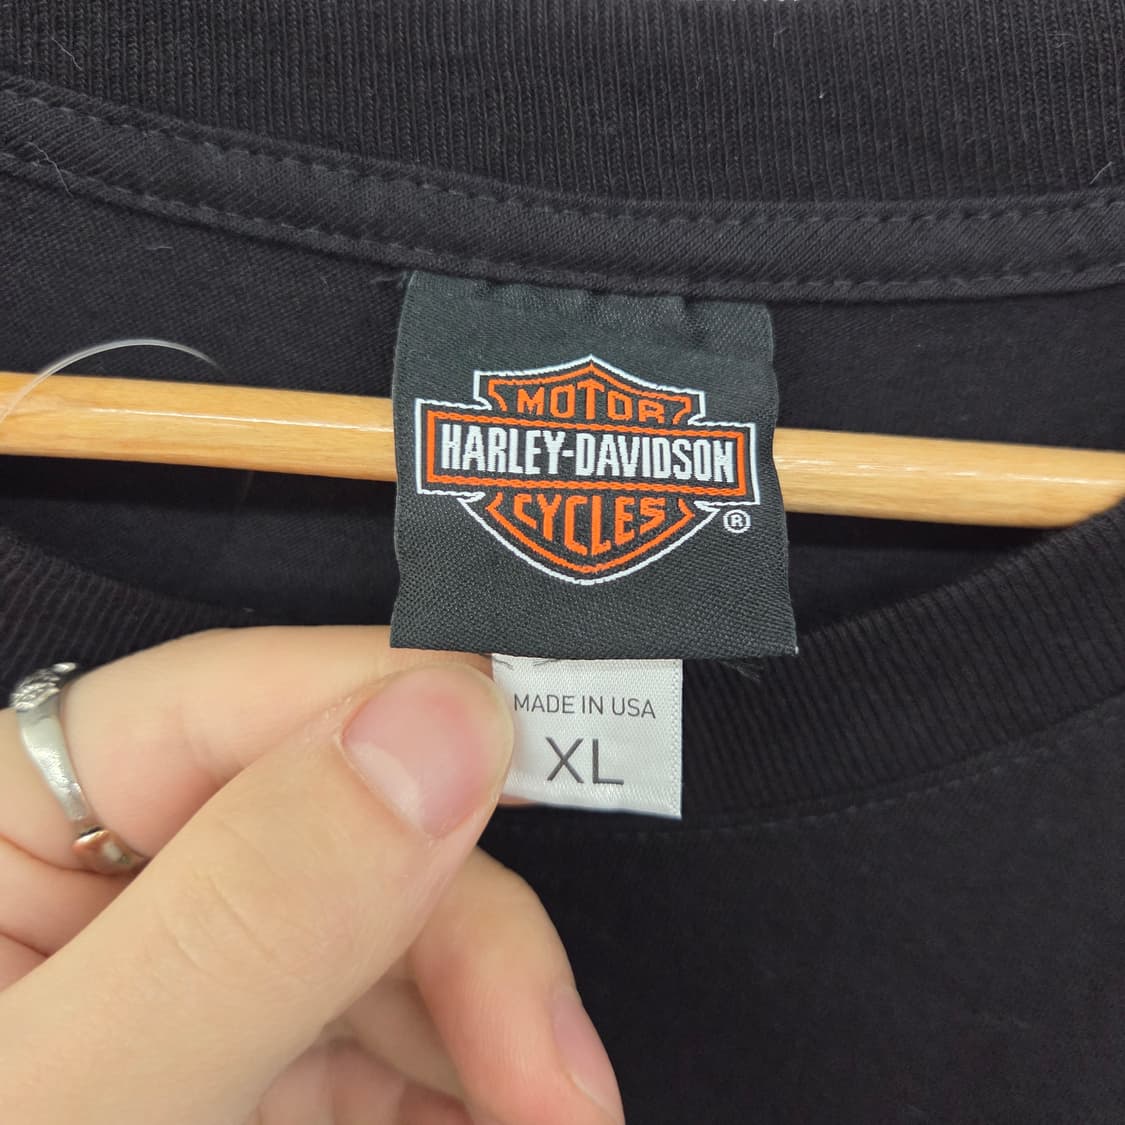 MOTOR
HARLEY-DAVIDSON
CYCLES
®
MADE IN USA
XL